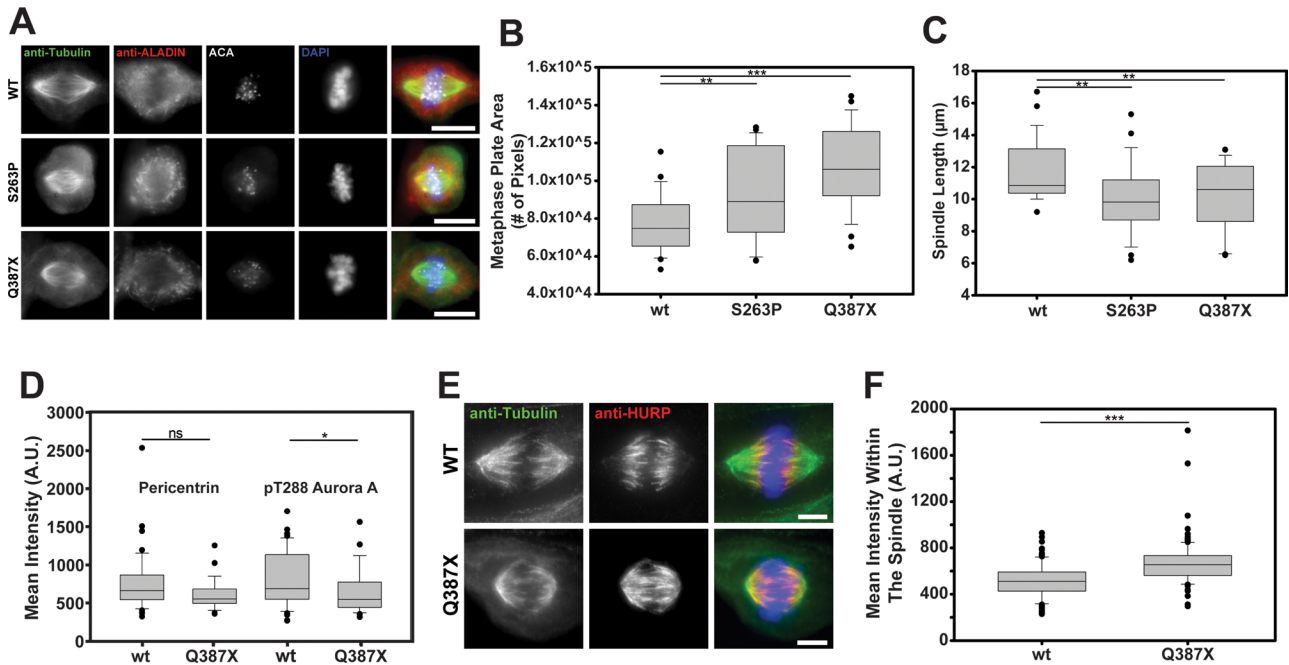 A
anti-Tubulin anti-ALADIN ACA DAPI
WT
S263P
Q387X
B
Metaphase Plate Area
(# of Pixels)
1.6x10^5
1.4x10^5
1.2x10^5
1.0x10^5
8.0x10^4
6.0x10^4
4.0x10^4
***
**
wt S263P Q387X
C
Spindle Length (µm)
18
16
14
12
10
8
6
4
**
**
wt S263P Q387X
D
Mean Intensity (A.U.)
3000
2500
2000
1500
1000
500
0
ns *
Pericentrin pT288 Aurora A
wt Q387X wt Q387X
E
anti-Tubulin anti-HURP
WT
Q387X
F
Mean Intensity Within
The Spindle (A.U.)
2000
1600
1200
800
400
0
***
wt Q387X